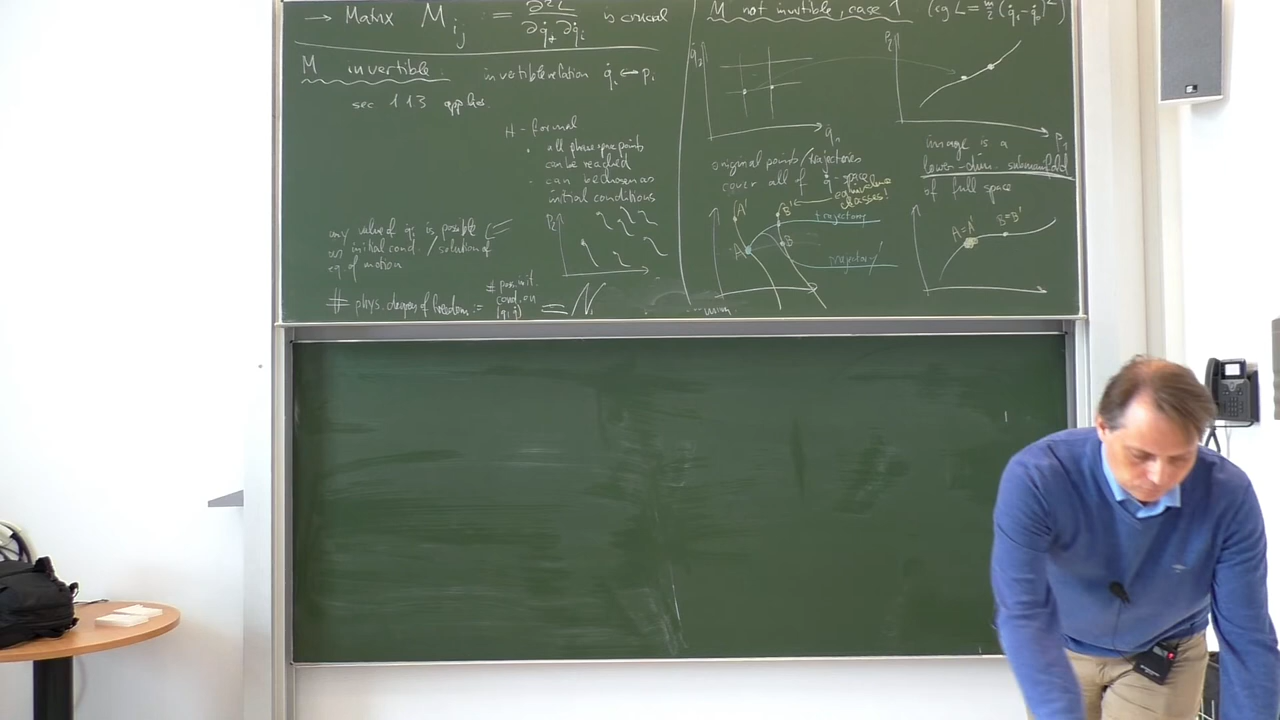 → Matrix M_ij = ∂²L / ∂q̇_j ∂q̇_i is crucial
M invertible: invertible relation q̇_i ↔ p_i
sec 113 applies
H - formal
· all phase space points
can be reached
- can be chosen as
initial conditions
any value of q̇_i is possible
as initial cond. / solution of
eq of motion
P_2
# phys. degrees of freedom :=
# poss. init.
cond. on
(q, q̇)
= N
M not invertible, case 1 (eg L = m/2 (q̇_1 - q̇_2)²)
q̇_2
q̇_1
P_2
P_1
original points/trajectories
cover all of q̇-space
equivalence
classes!
image is a
lower-dim. submanifold
of full space
A'
B'
trajectory
A
B
trajectory'
A=A'
B=B'